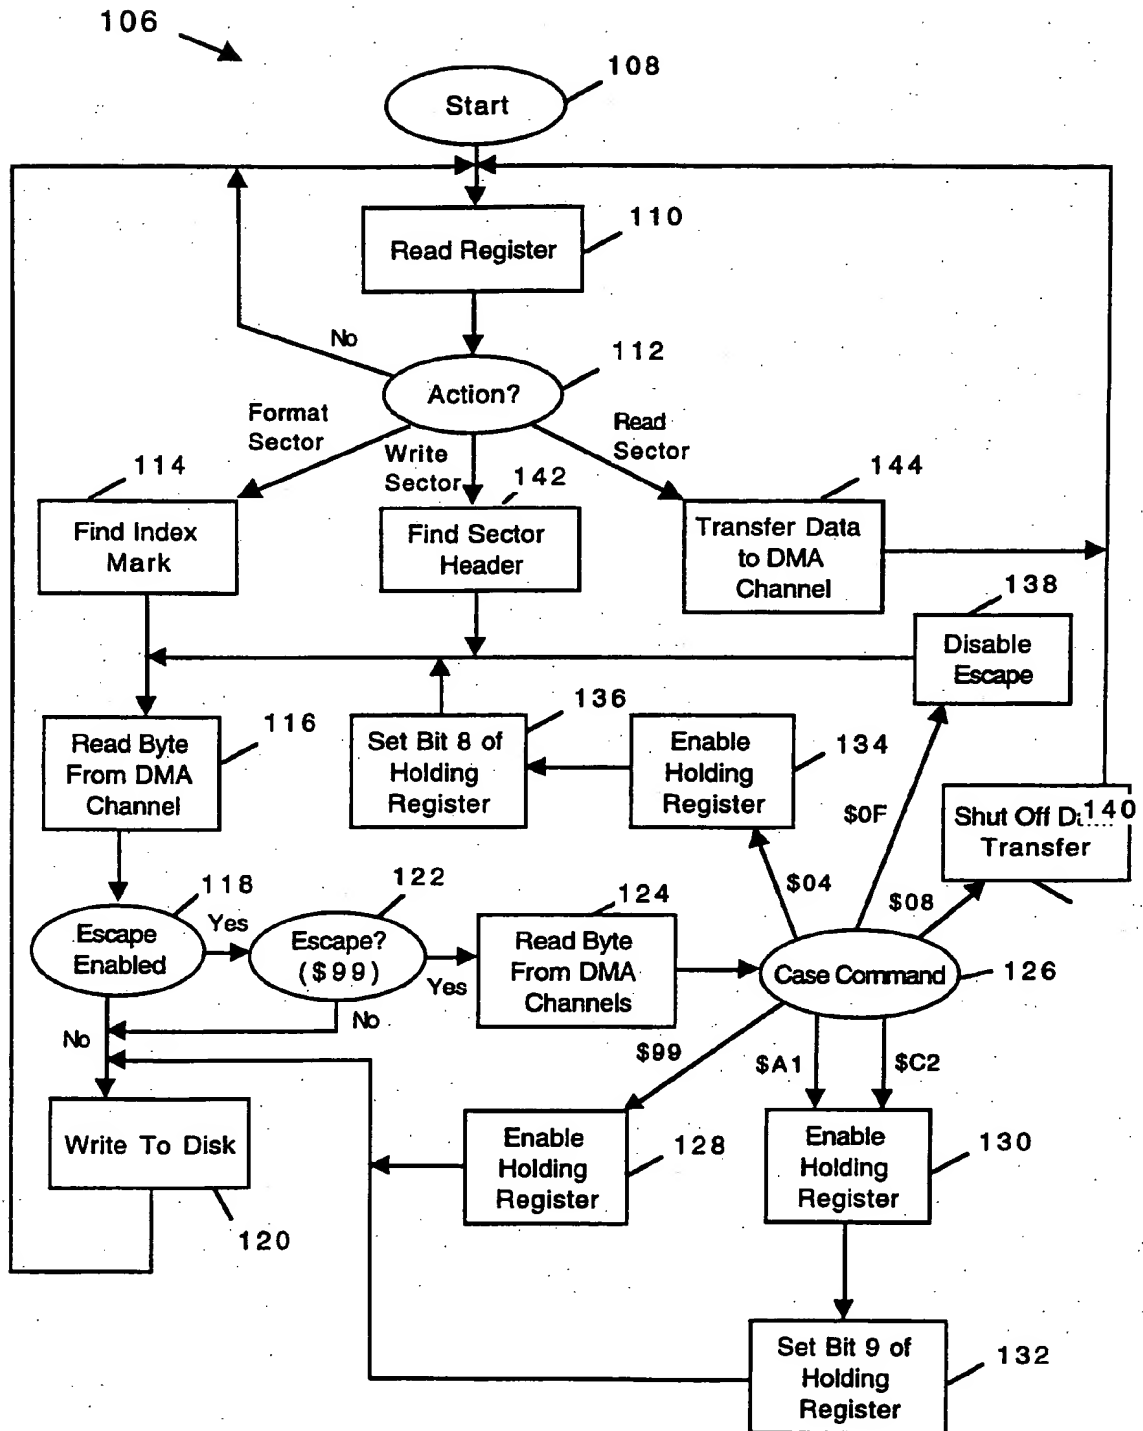 106
108
Start
110
Read Register
No
112
Action?
Format
Sector
Write
Sector
Read
Sector
114
142
144
Find Index
Mark
Find Sector
Header
Transfer Data
to DMA
Channel
138
Disable
Escape
116
Read Byte
From DMA
Channel
136
Set Bit 8 of
Holding
Register
134
Enable
Holding
Register
$0F
140
Shut Off
Transfer
$04
$08
118
Escape
Enabled
Yes
122
Escape?
($99)
Yes
124
Read Byte
From DMA
Channels
Case Command
126
No
No
$99
$A1
$C2
Write To Disk
120
Enable
Holding
Register
128
Enable
Holding
Register
130
Set Bit 9 of
Holding
Register
132